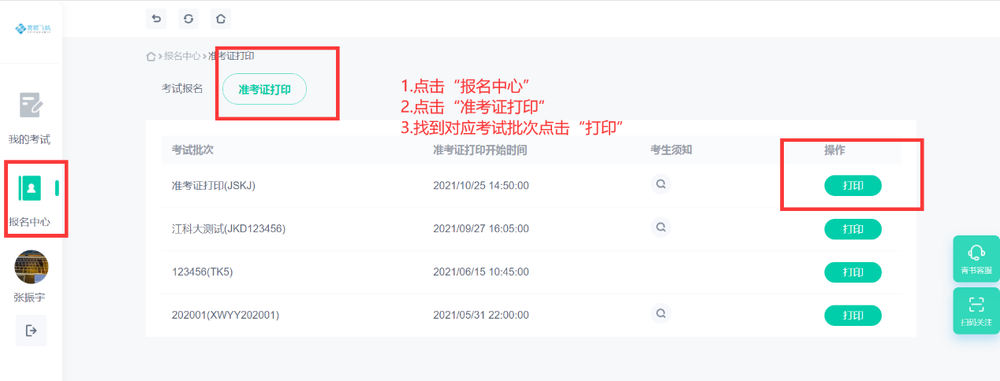 青颖飞帆
报名中心
准考证打印
考试报名
准考证打印
1.点击“报名中心”
2.点击“准考证打印”
3.找到对应考试批次点击“打印”
我的考试
报名中心
张振宇
考试批次 准考证打印开始时间 考生须知 操作
准考证打印(JSKJ) 2021/10/25 14:50:00 打印
江科大测试(JKD123456) 2021/09/27 16:05:00 打印
123456(TK5) 2021/06/15 10:45:00 打印
202001(XWYY202001) 2021/05/31 22:00:00 打印
青书客服
扫码关注